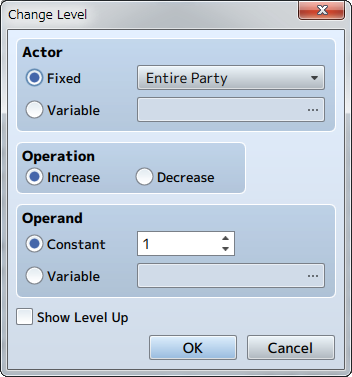 Change Level
Actor
Fixed
Entire Party
Variable
...
Operation
Increase
Decrease
Operand
Constant
1
Variable
...
Show Level Up
OK
Cancel